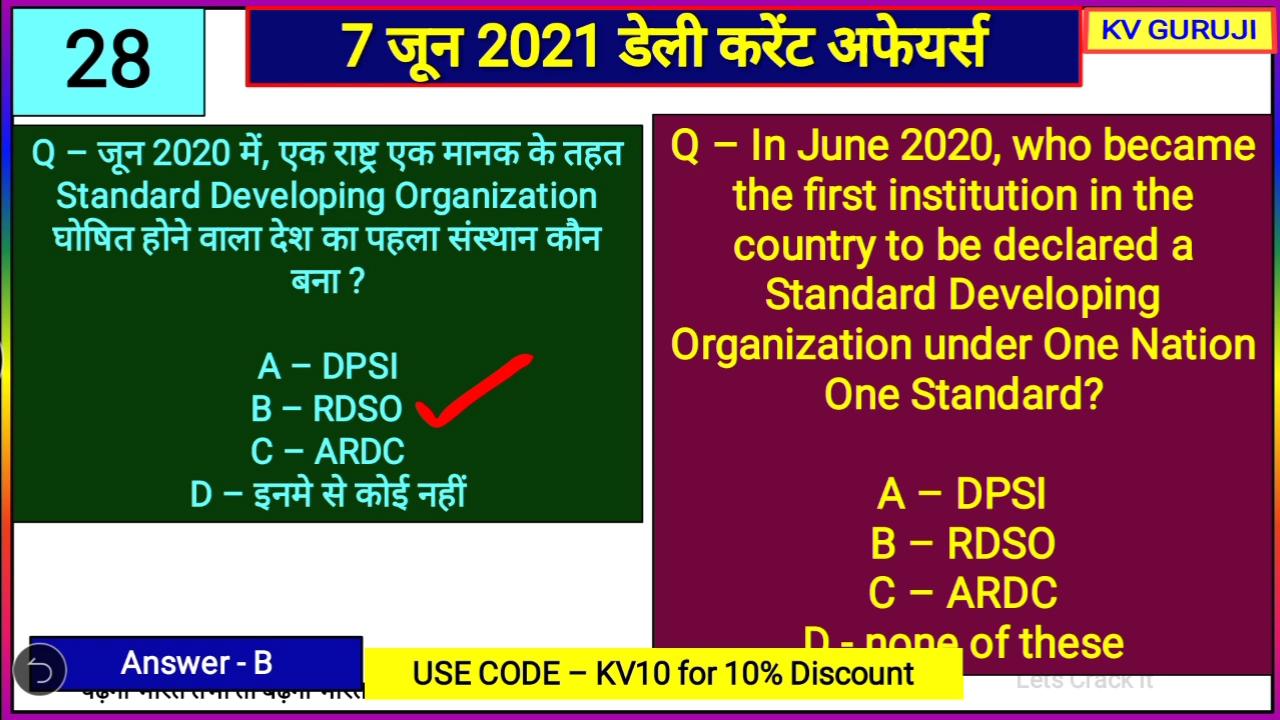 28
7 जून 2021 डेली करेंट अफेयर्स
KV GURUJI
Q – जून 2020 में, एक राष्ट्र एक मानक के तहत
Standard Developing Organization
घोषित होने वाला देश का पहला संस्थान कौन
बना ?
A – DPSI
B – RDSO
C – ARDC
D – इनमे से कोई नहीं
Q – In June 2020, who became
the first institution in the
country to be declared a
Standard Developing
Organization under One Nation
One Standard?
A – DPSI
B – RDSO
C – ARDC
D - none of these
Answer - B
USE CODE – KV10 for 10% Discount
Lets Crack It